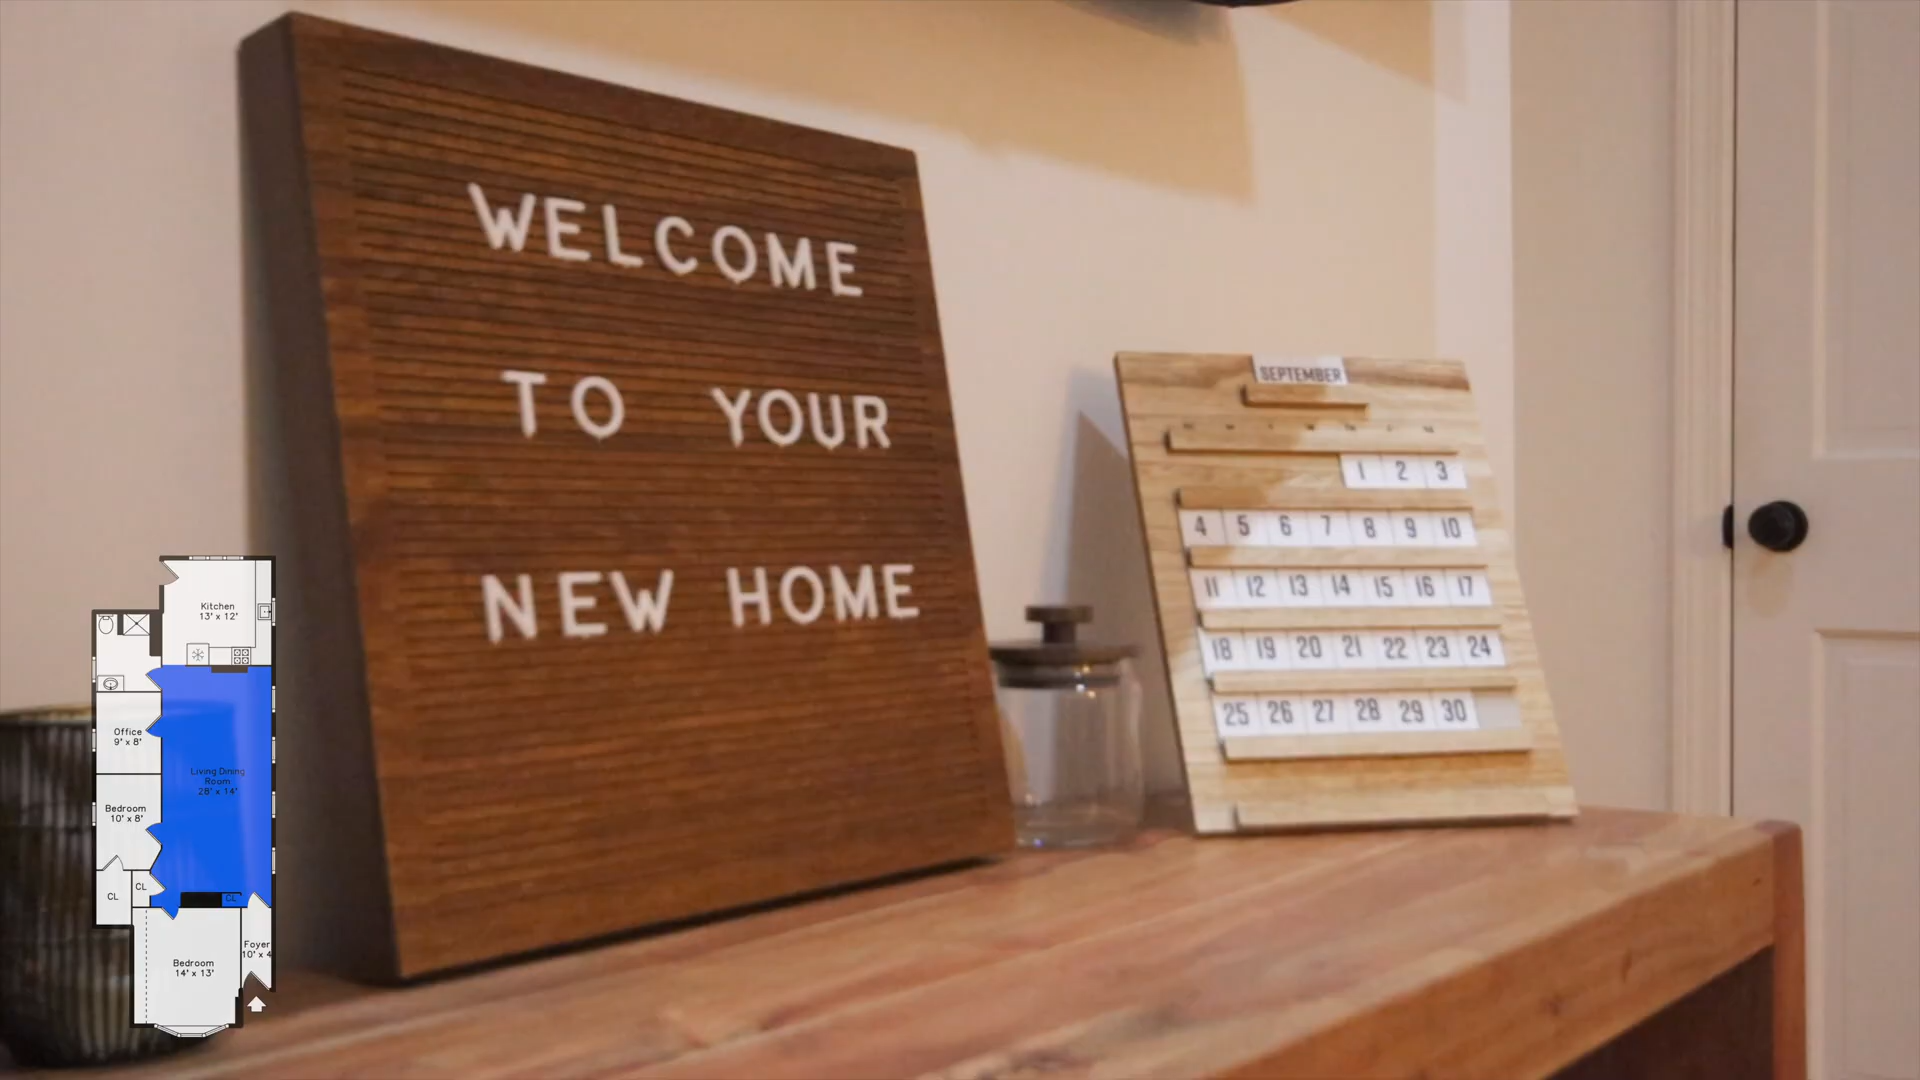 WELCOME
TO YOUR
NEW HOME
SEPTEMBER
1 2 3
4 5 6 7 8 9 10
11 12 13 14 15 16 17
18 19 20 21 22 23 24
25 26 27 28 29 30
Kitchen
13' x 12'
Office
9' x 8'
Living Dining
Room
28' x 14'
Bedroom
10' x 8'
CL
CL
CL
Foyer
10' x 4
Bedroom
14' x 13'